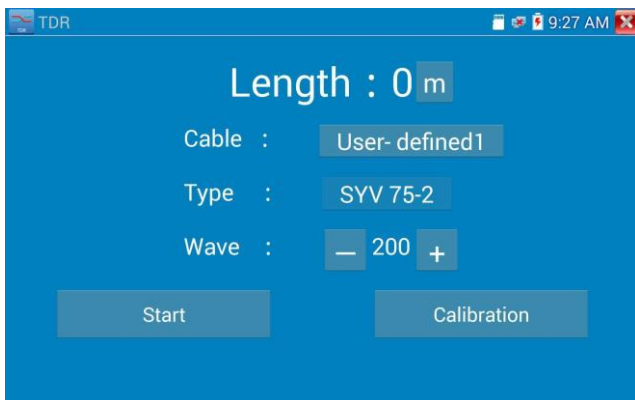 TDR 9:27 AM
Length : 0 m
Cable : User- defined1
Type : SYV 75-2
Wave : — 200 +
Start Calibration